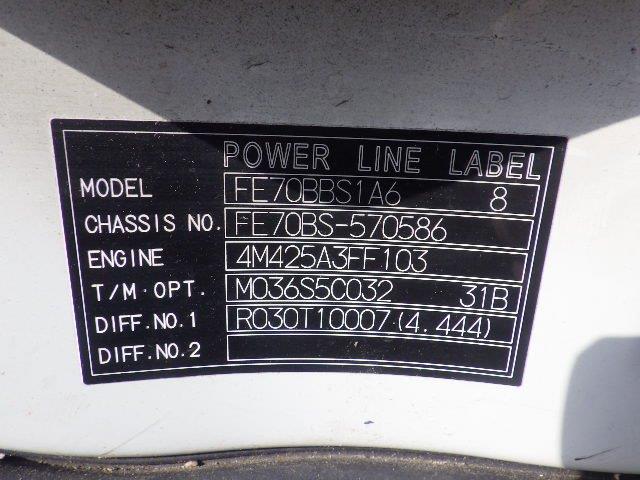 POWER LINE LABEL
MODEL FE70BBS1A6 8
CHASSIS NO. FE70BS-570586
ENGINE 4M425A3FF103
T/M·OPT. M036S5C032 31B
DIFF.NO.1 R030T10007(4.444)
DIFF.NO.2